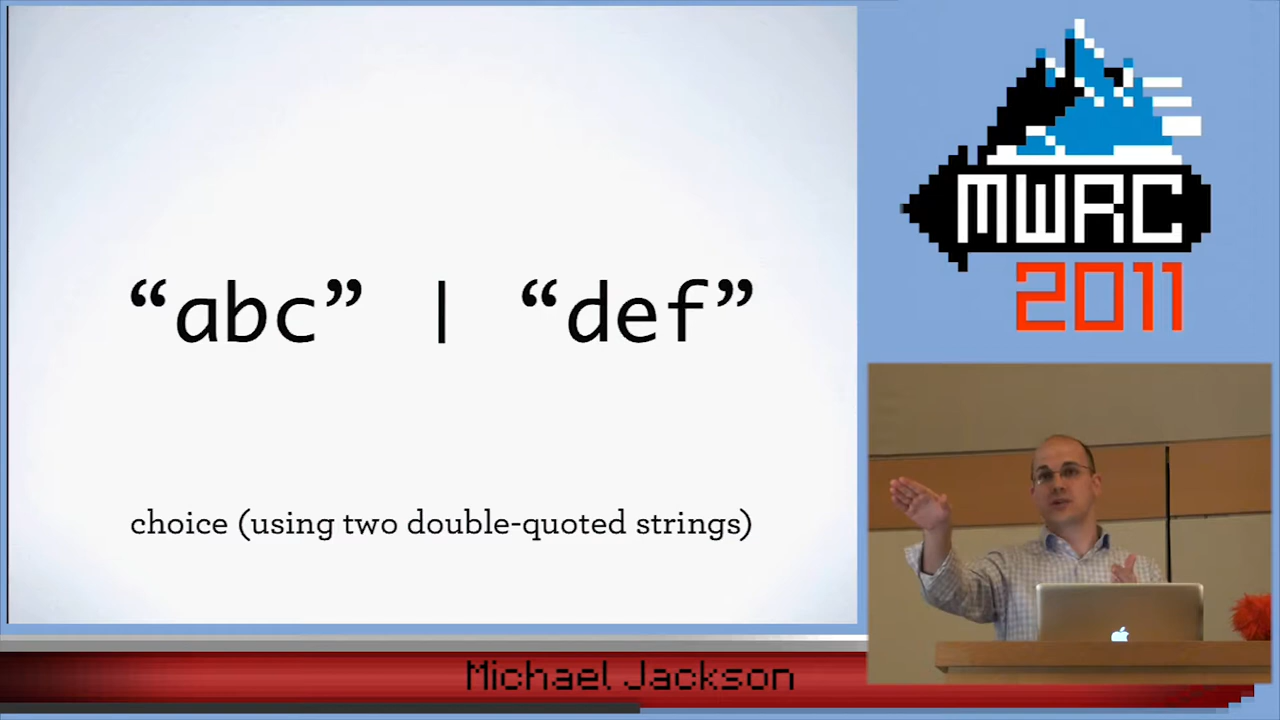 “abc” | “def”
choice (using two double-quoted strings)
MWRC
2011
Michael Jackson